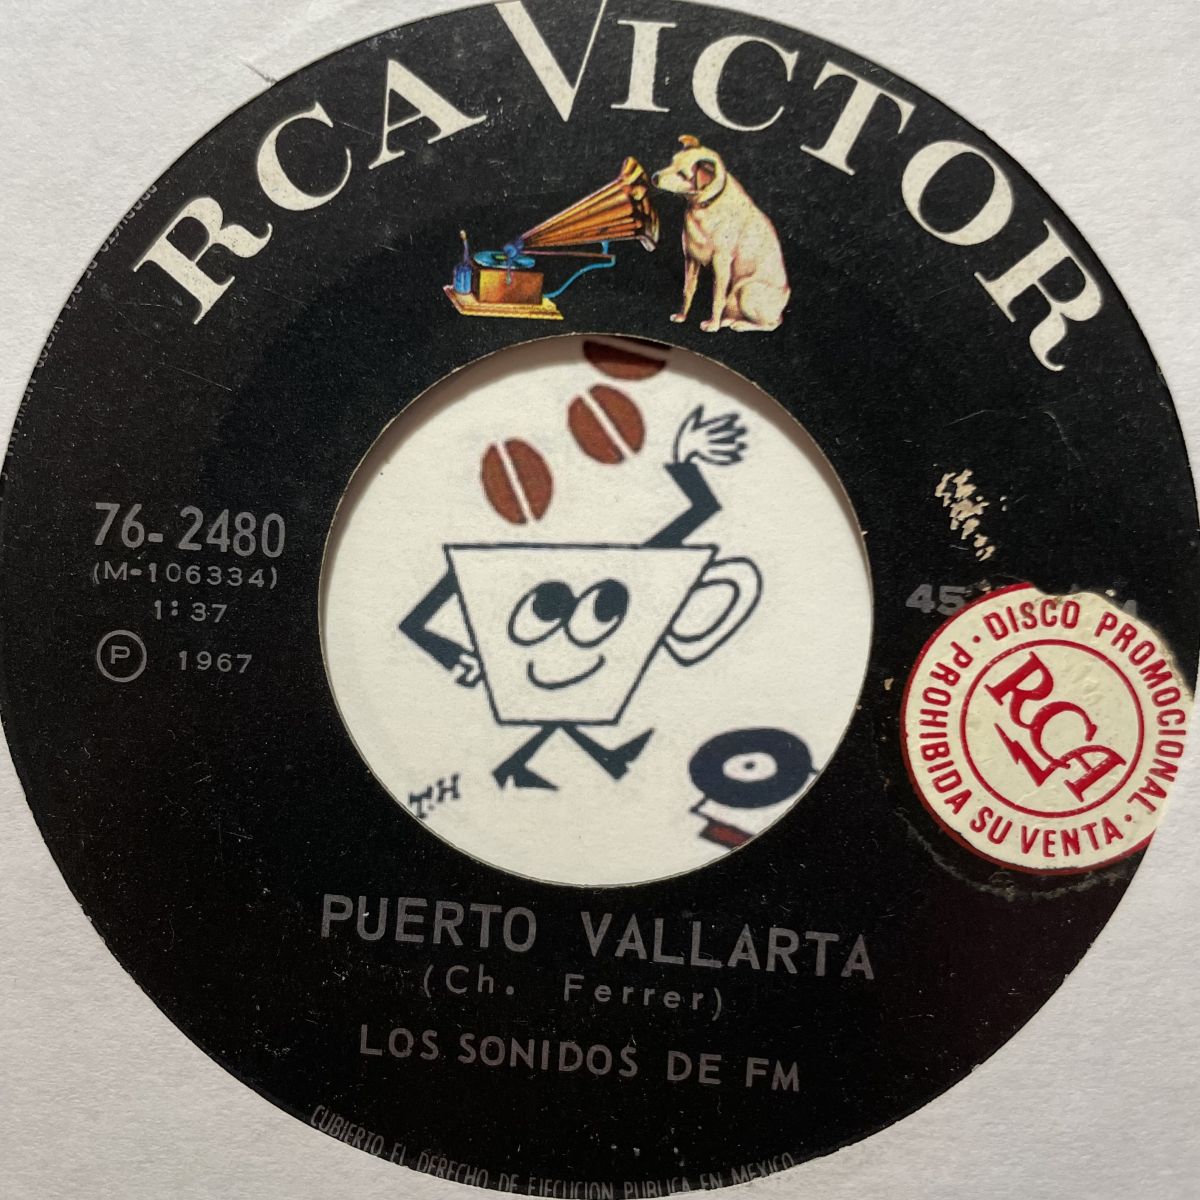 RCA VICTOR
76-2480
(M-106334)
1:37
P 1967
45
DISCO PROMOCIONAL
PROHIBIDA SU VENTA
RCA
T.H
PUERTO VALLARTA
(Ch. Ferrer)
LOS SONIDOS DE FM
CUBIERTO EL DERECHO DE EJECUCION PUBLICA EN MEXICO